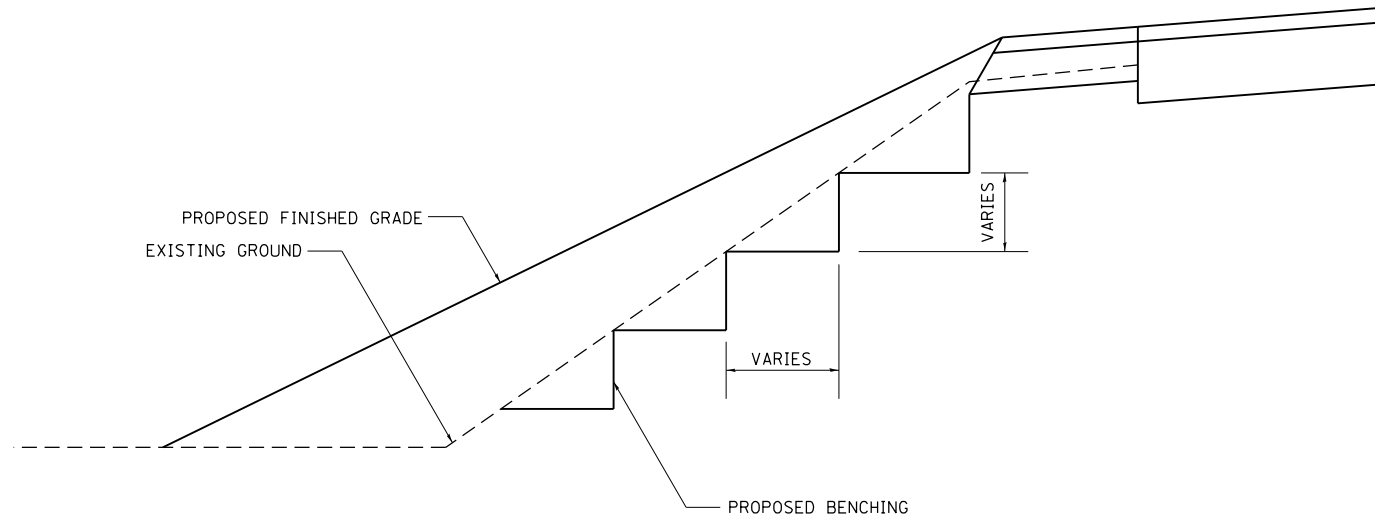 PROPOSED FINISHED GRADE
EXISTING GROUND
VARIES
VARIES
PROPOSED BENCHING